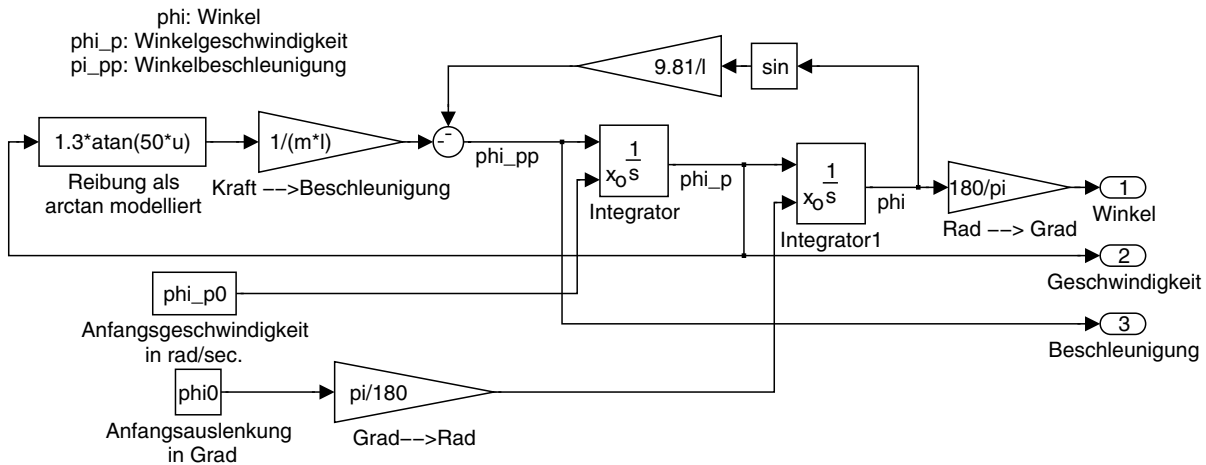 phi: Winkel
phi_p: Winkelgeschwindigkeit
pi_pp: Winkelbeschleunigung
9.81/l
sin
1.3*atan(50*u)
Reibung als
arctan modelliert
1/(m*l)
Kraft −−>Beschleunigung
- -
phi_pp
1
s
xo
Integrator
phi_p
1
s
xo
Integrator1
phi
180/pi
Rad −−> Grad
1
Winkel
2
Geschwindigkeit
3
Beschleunigung
phi_p0
Anfangsgeschwindigkeit
in rad/sec.
phi0
Anfangsauslenkung
in Grad
pi/180
Grad−−>Rad